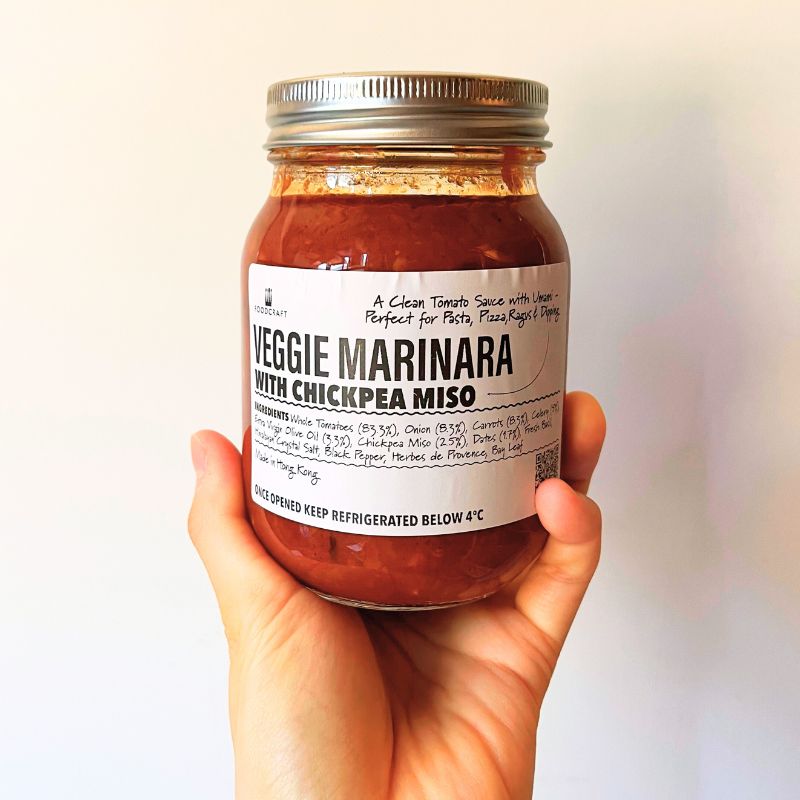 FOODCRAFT
A Clean Tomato Sauce with Umami -
Perfect for Pasta, Pizza, Ragus & Dipping
VEGGIE MARINARA
WITH CHICKPEA MISO
INGREDIENTS Whole Tomatoes (83.3%), Onion (8.3%), Carrots (8.3%), Celery
Extra Virgin Olive Oil (3.3%), Chickpea Miso (2.5%), Dates (1.7%), Fresh Basil,
Himalayan Crystal Salt, Black Pepper, Herbes de Provence, Bay Leaf
Made in Hong Kong
ONCE OPENED KEEP REFRIGERATED BELOW 4°C